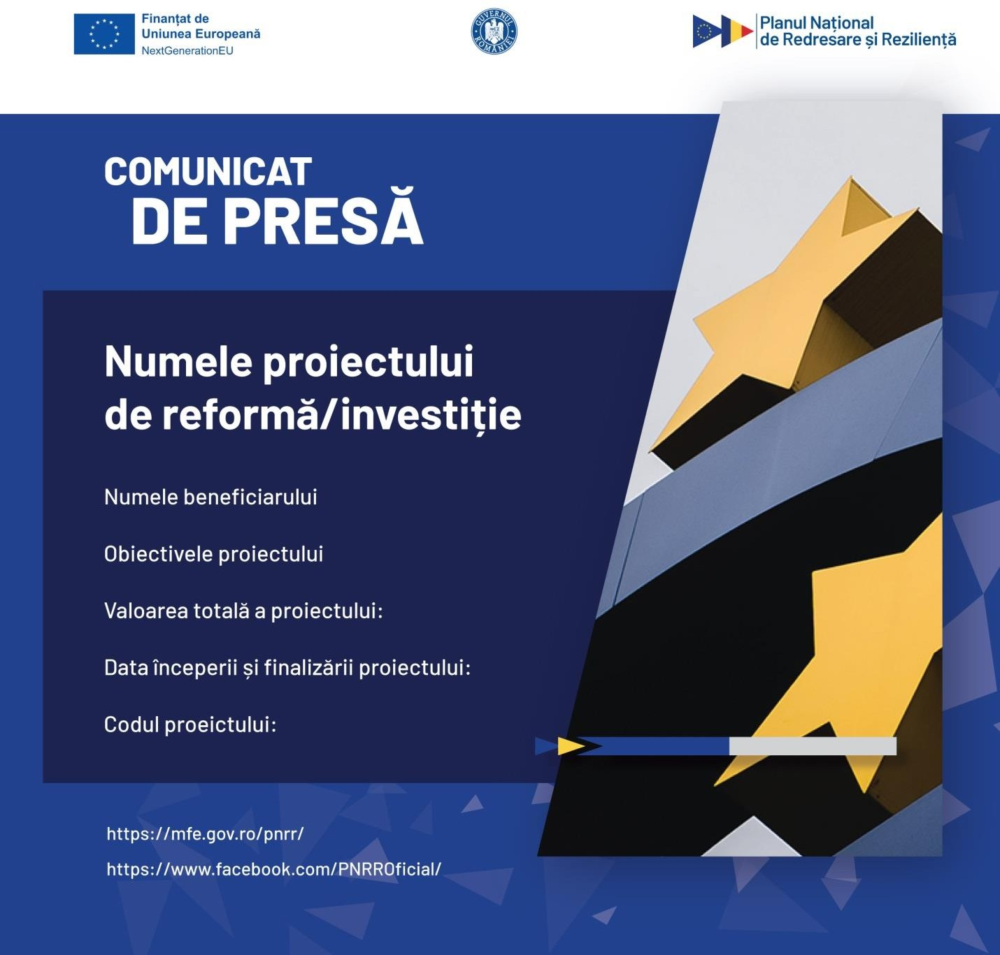 Finanțat de
Uniunea Europeană
NextGenerationEU
GUVERNUL
ROMÂNIEI
Planul Național
de Redresare și Reziliență
COMUNICAT
DE PRESĂ
Numele proiectului
de reformă/investiție
Numele beneficiarului
Obiectivele proiectului
Valoarea totală a proiectului:
Data începerii și finalizării proiectului:
Codul proeictului:
https://mfe.gov.ro/pnrr/
https://www.facebook.com/PNRROficial/